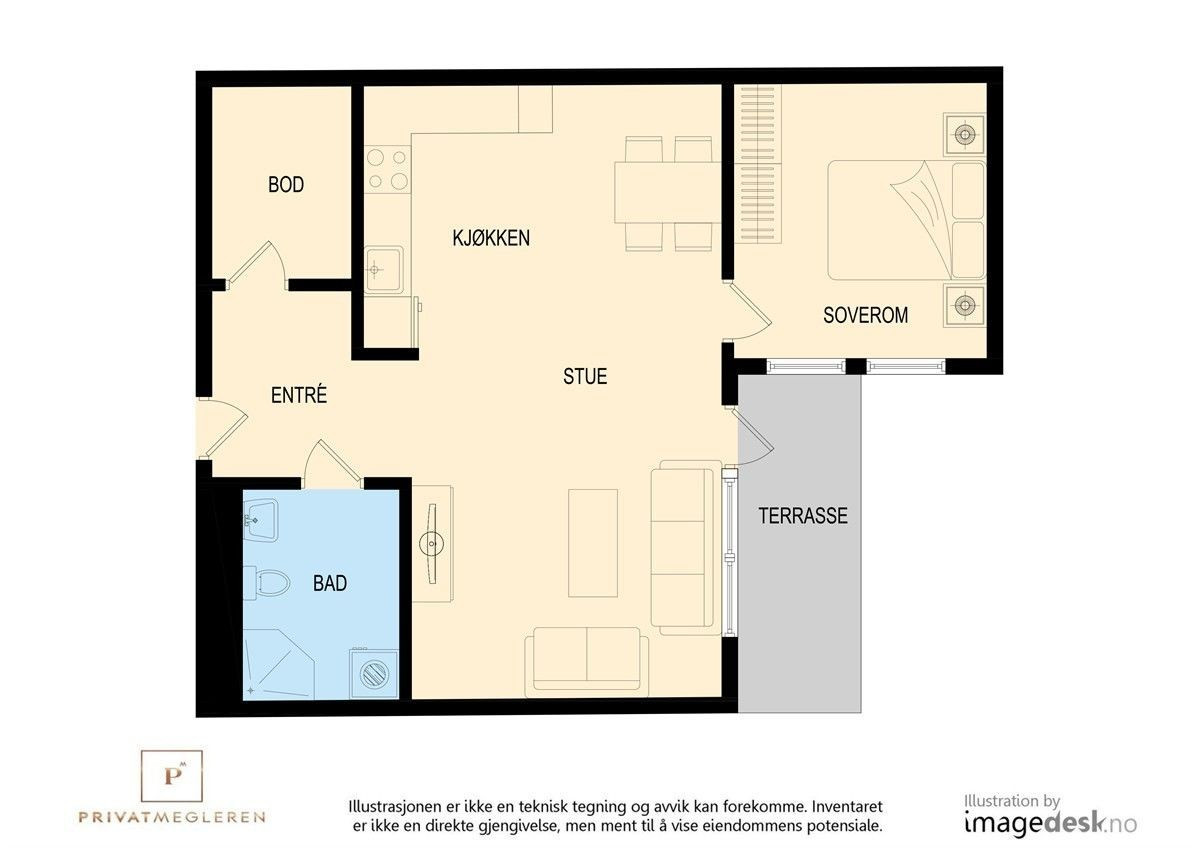 BOD
KJØKKEN
SOVEROM
STUE
ENTRÉ
TERRASSE
BAD
P M
PRIVATMEGLEREN
Illustrasjonen er ikke en teknisk tegning og avvik kan forekomme. Inventaret
er ikke en direkte gjengivelse, men ment til å vise eiendommens potensiale.
Illustration by
imagedesk.no